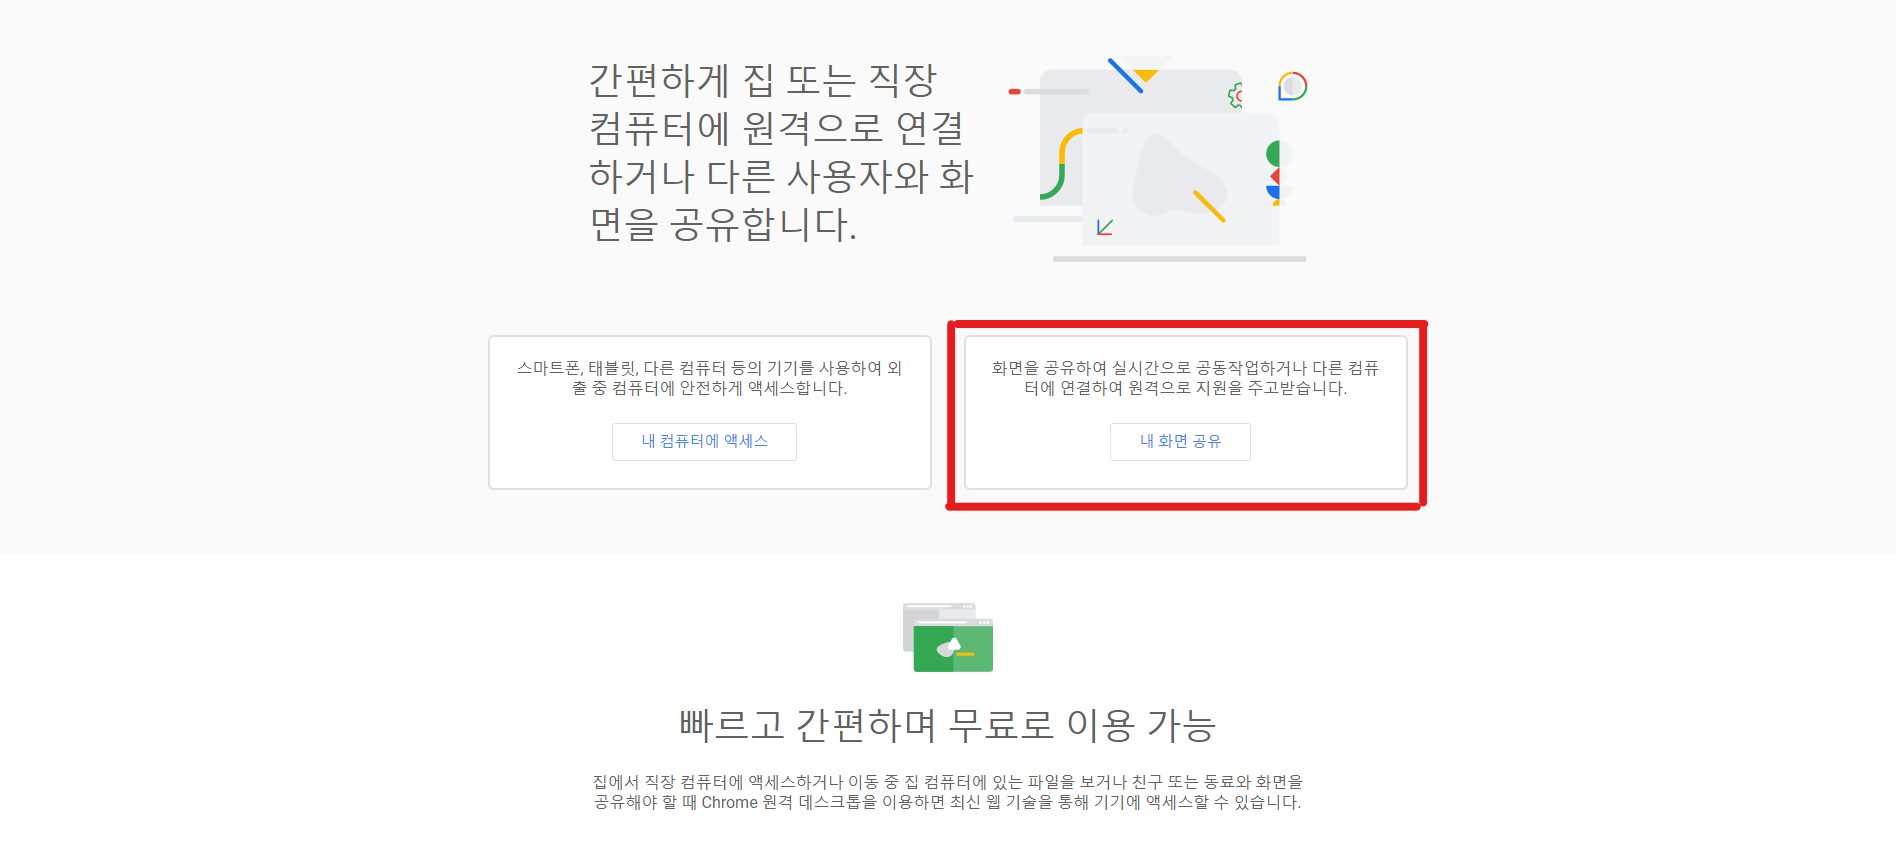 간편하게 집 또는 직장
컴퓨터에 원격으로 연결
하거나 다른 사용자와 화
면을 공유합니다.
스마트폰, 태블릿, 다른 컴퓨터 등의 기기를 사용하여 외
출 중 컴퓨터에 안전하게 액세스합니다.
내 컴퓨터에 액세스
화면을 공유하여 실시간으로 공동작업하거나 다른 컴퓨
터에 연결하여 원격으로 지원을 주고받습니다.
내 화면 공유
빠르고 간편하며 무료로 이용 가능
집에서 직장 컴퓨터에 액세스하거나 이동 중 집 컴퓨터에 있는 파일을 보거나 친구 또는 동료와 화면을
공유해야 할 때 Chrome 원격 데스크톱을 이용하면 최신 웹 기술을 통해 기기에 액세스할 수 있습니다.